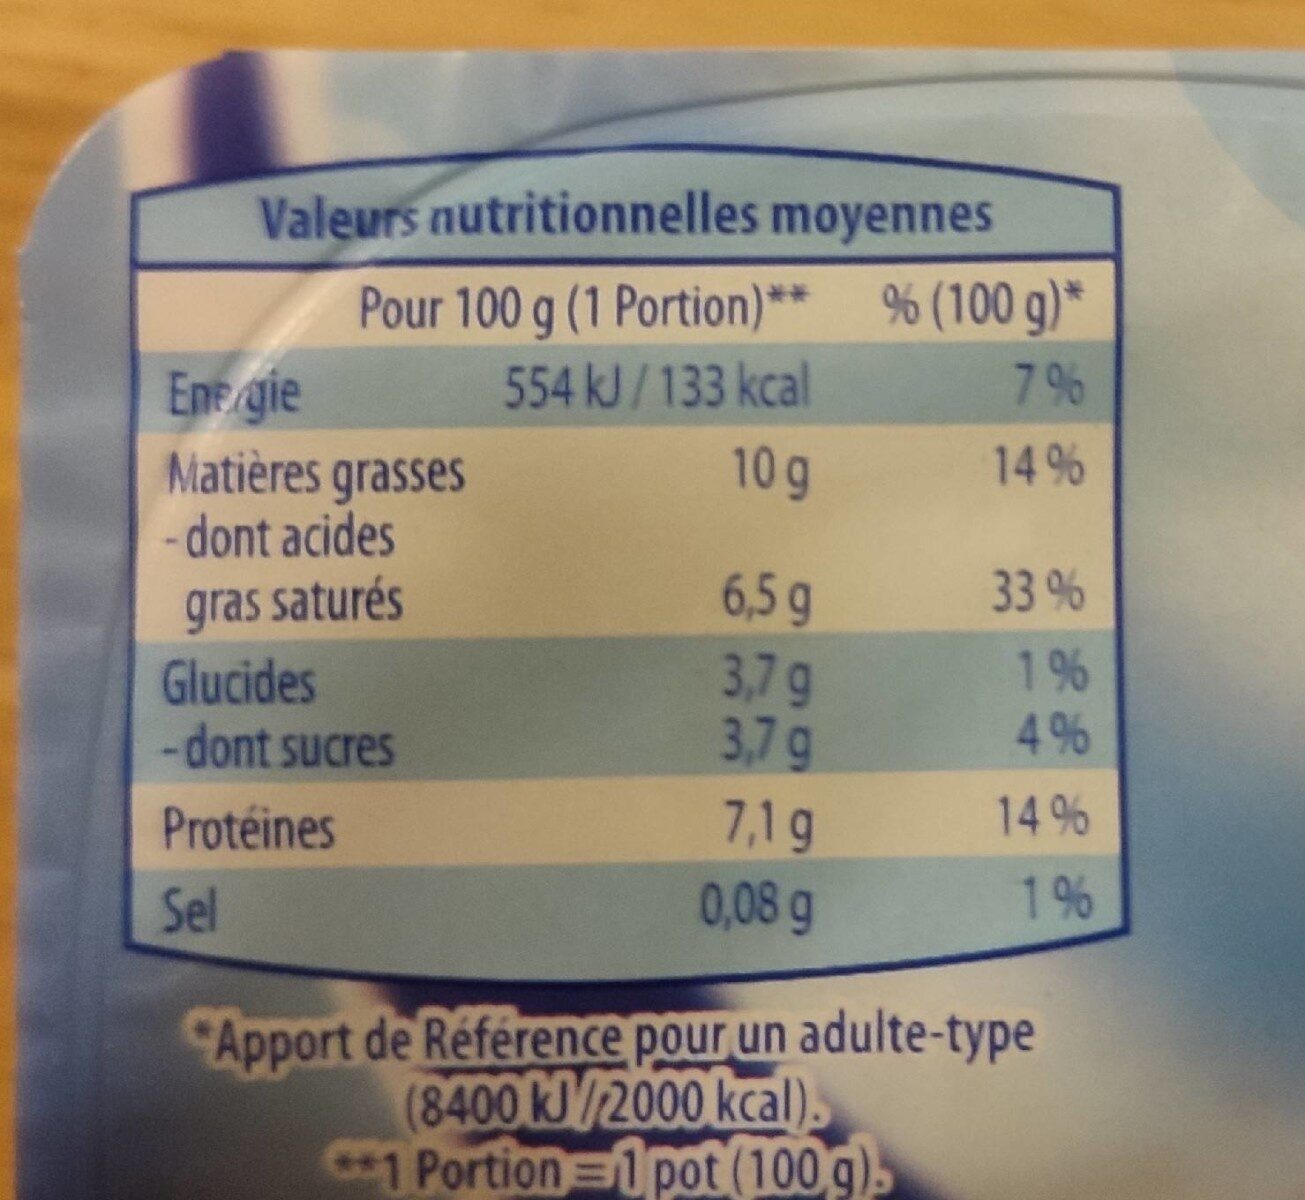 Valeurs nutritionnelles moyennes
Pour 100 g (1 Portion)** % (100 g)*
Energie 554 kJ / 133 kcal 7 %
Matières grasses 10 g 14 %
- dont acides
gras saturés 6,5 g 33 %
Glucides 3,7 g 1 %
- dont sucres 3,7 g 4 %
Protéines 7,1 g 14 %
Sel 0,08 g 1 %
*Apport de Référence pour un adulte-type
(8400 kJ / 2000 kcal).
**1 Portion = 1 pot (100 g).